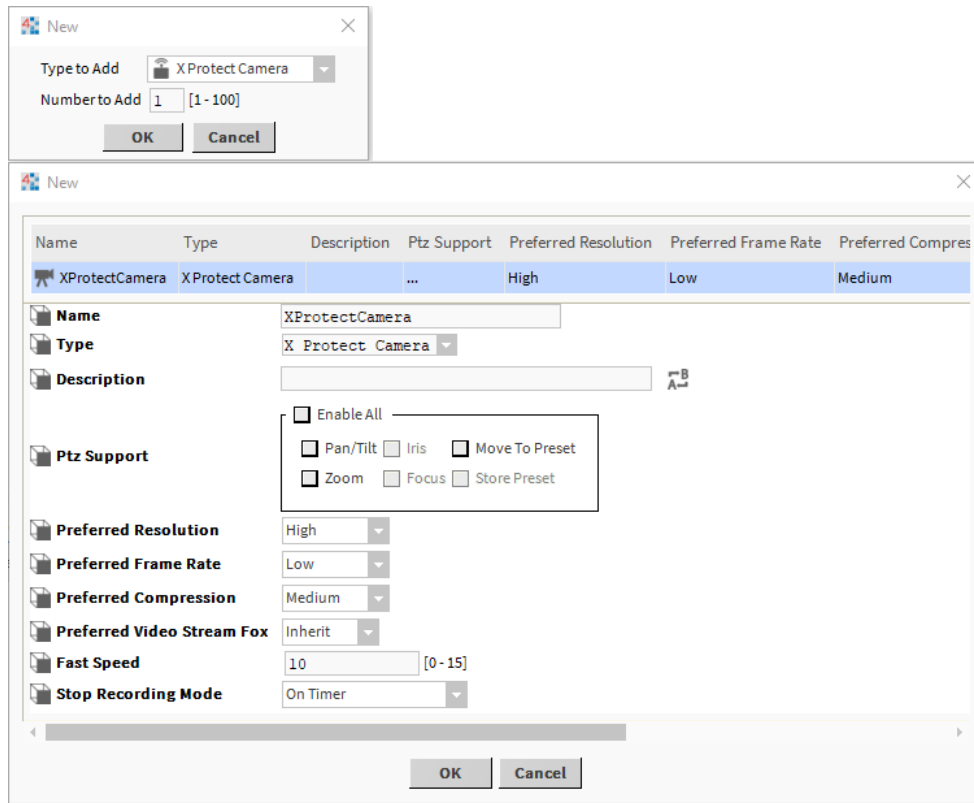 New
Type to Add X Protect Camera
Number to Add 1 [1 - 100]
OK Cancel
New
Name Type Description Ptz Support Preferred Resolution Preferred Frame Rate Preferred Compres
XProtectCamera X Protect Camera ... High Low Medium
Name XProtectCamera
Type X Protect Camera
Description
Enable All
Ptz Support
Pan/Tilt Iris Move To Preset
Zoom Focus Store Preset
Preferred Resolution High
Preferred Frame Rate Low
Preferred Compression Medium
Preferred Video Stream Fox Inherit
Fast Speed 10 [0 - 15]
Stop Recording Mode On Timer
OK Cancel